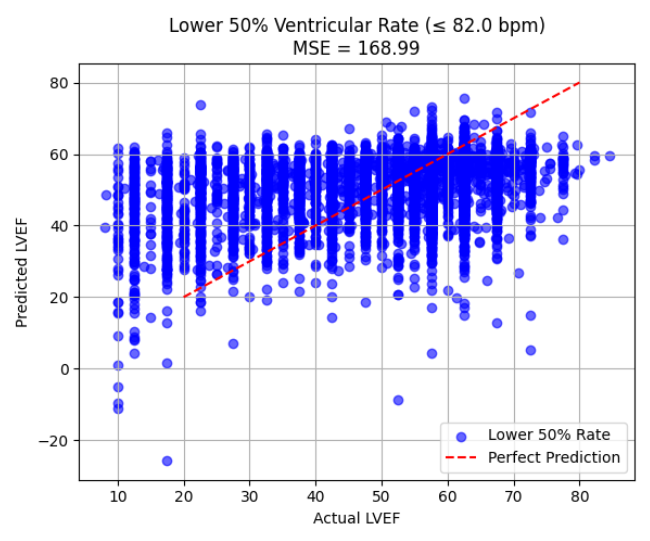 Lower 50% Ventricular Rate (≤ 82.0 bpm)
MSE = 168.99
Predicted LVEF
80
60
40
20
0
−20
Lower 50% Rate
Perfect Prediction
10 20 30 40 50 60 70 80
Actual LVEF